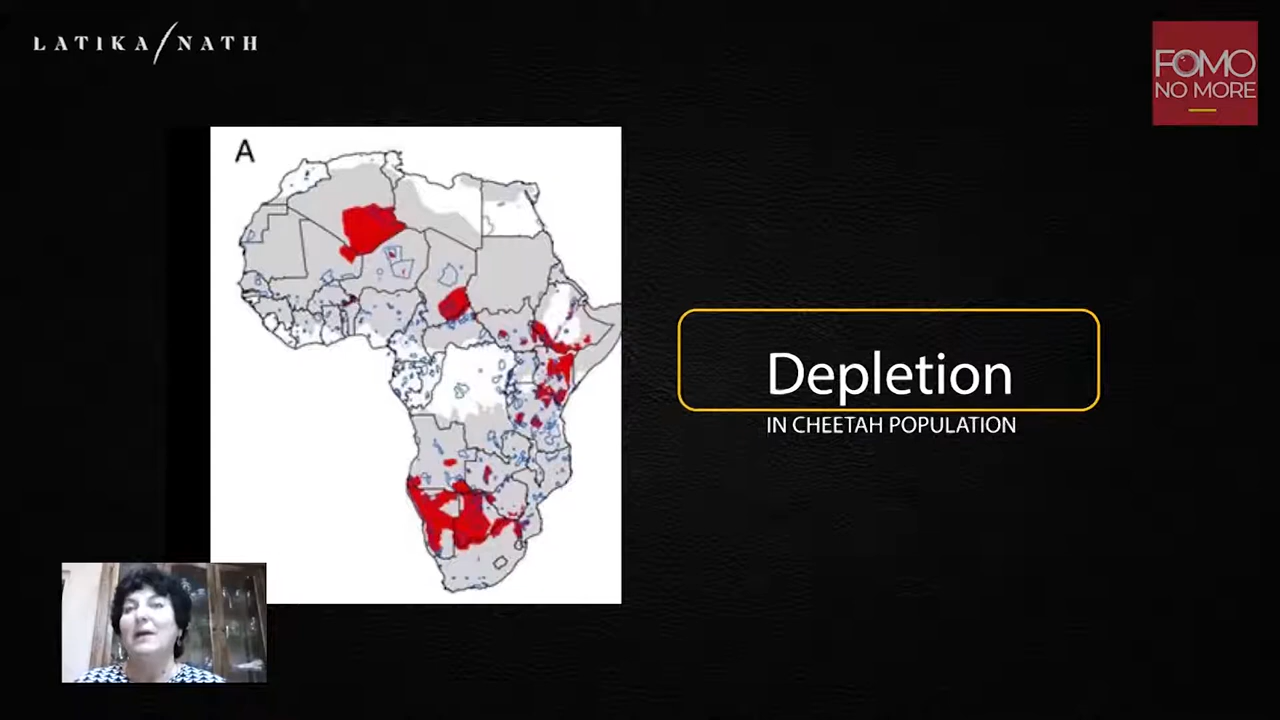 LATIKA/NATH
FOMO
NO MORE
A
Depletion
IN CHEETAH POPULATION